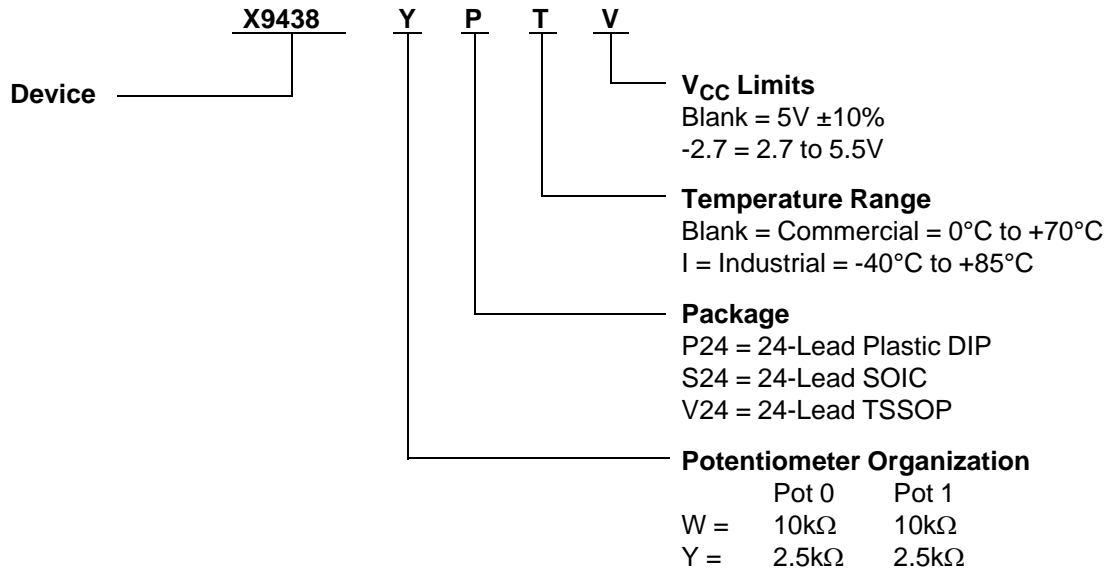 X9438 Y P T V
Device
VCC Limits
Blank = 5V ±10%
-2.7 = 2.7 to 5.5V
Temperature Range
Blank = Commercial = 0°C to +70°C
I = Industrial = -40°C to +85°C
Package
P24 = 24-Lead Plastic DIP
S24 = 24-Lead SOIC
V24 = 24-Lead TSSOP
Potentiometer Organization
Pot 0 Pot 1
W = 10kΩ 10kΩ
Y = 2.5kΩ 2.5kΩ